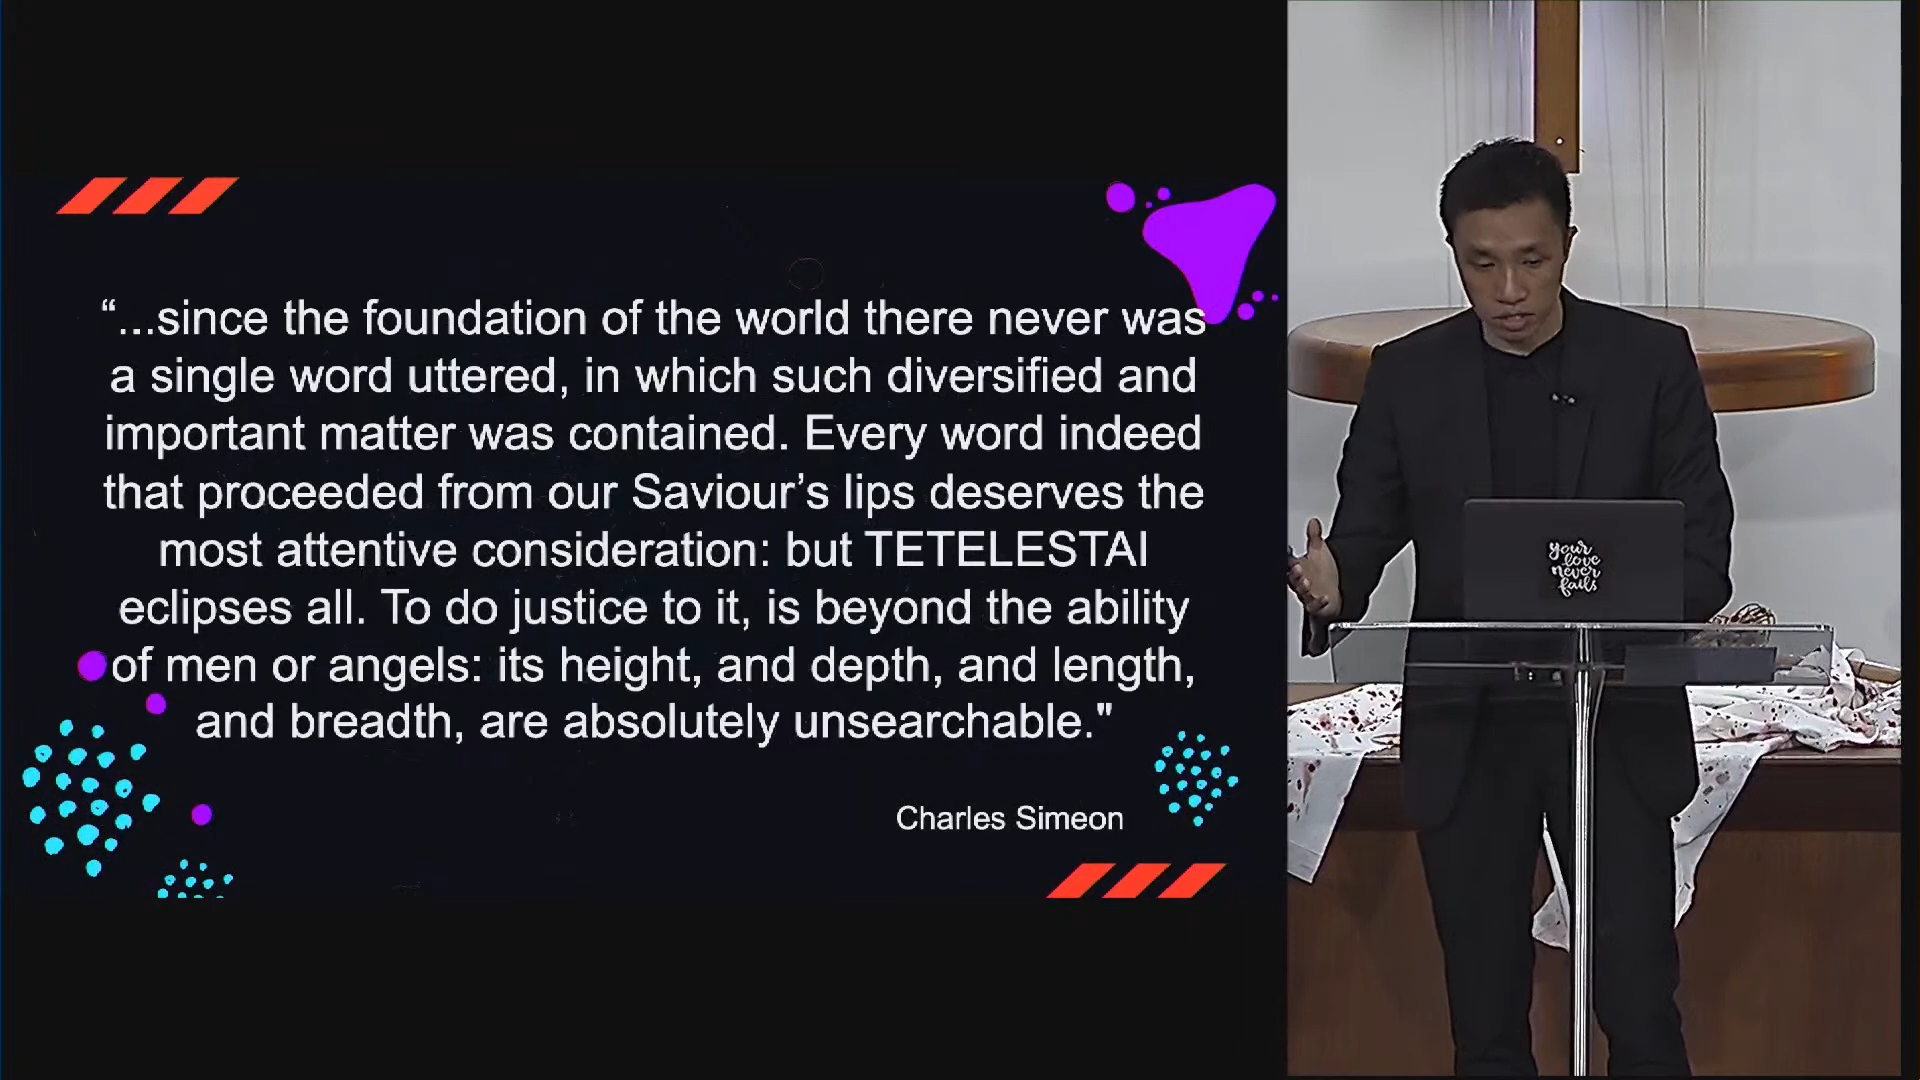 “...since the foundation of the world there never was
a single word uttered, in which such diversified and
important matter was contained. Every word indeed
that proceeded from our Saviour’s lips deserves the
most attentive consideration: but TETELESTAI
eclipses all. To do justice to it, is beyond the ability
of men or angels: its height, and depth, and length,
and breadth, are absolutely unsearchable."
Charles Simeon
your
love
never
fails